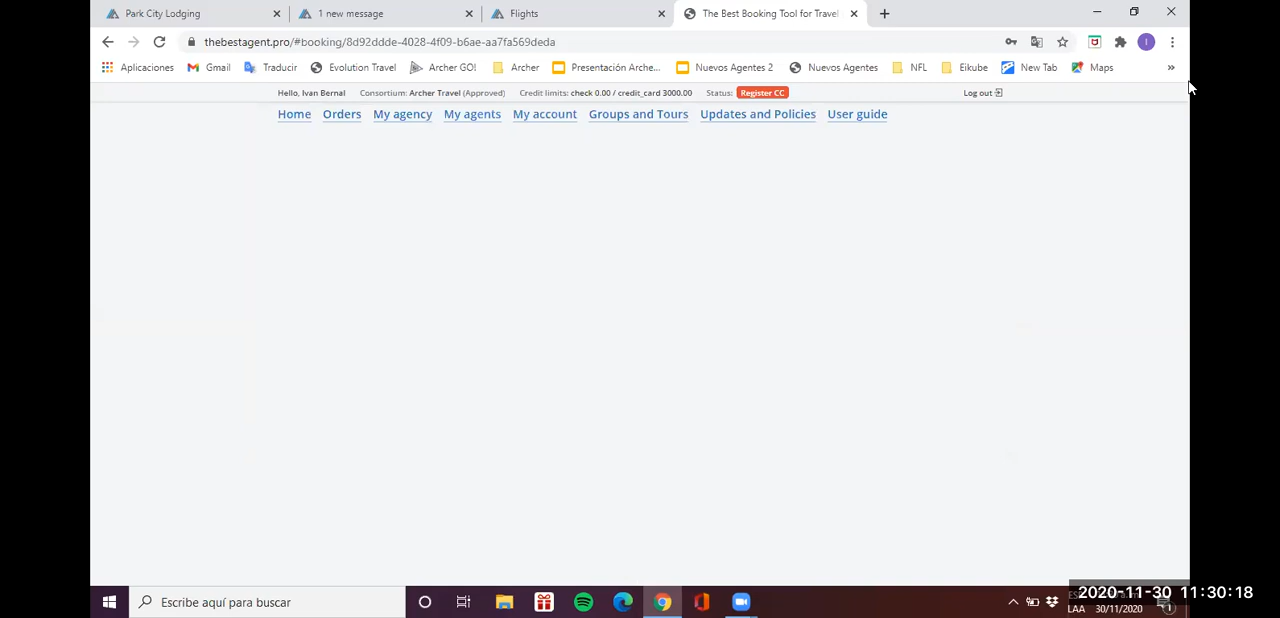 Park City Lodging
1 new message
Flights
The Best Booking Tool for Travel
thebestagent.pro/#booking/8d92ddde-4028-4f09-b6ae-aa7fa569deda
I
Aplicaciones
Gmail
Traducir
Evolution Travel
Archer GO!
Archer
Presentación Arche...
Nuevos Agentes 2
Nuevos Agentes
NFL
Eikube
New Tab
Maps
»
Hello, Ivan Bernal
Consortium: Archer Travel (Approved)
Credit limits: check 0.00 / credit_card 3000.00
Status: Register CC
Log out
Home
Orders
My agency
My agents
My account
Groups and Tours
Updates and Policies
User guide
Escribe aquí para buscar
2020-11-30 11:30:18
LAA
30/11/2020
1